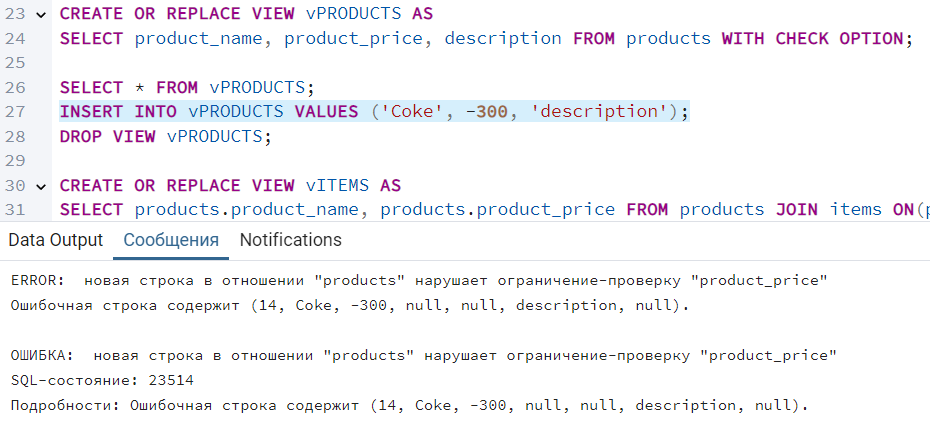 23 CREATE OR REPLACE VIEW vPRODUCTS AS
24 SELECT product_name, product_price, description FROM products WITH CHECK OPTION;
25
26 SELECT * FROM vPRODUCTS;
27 INSERT INTO vPRODUCTS VALUES ('Coke', -300, 'description');
28 DROP VIEW vPRODUCTS;
29
30 CREATE OR REPLACE VIEW vITEMS AS
31 SELECT products.product_name, products.product_price FROM products JOIN items ON(
Data Output Сообщения Notifications
ERROR: новая строка в отношении "products" нарушает ограничение-проверку "product_price"
Ошибочная строка содержит (14, Coke, -300, null, null, description, null).
ОШИБКА: новая строка в отношении "products" нарушает ограничение-проверку "product_price"
SQL-состояние: 23514
Подробности: Ошибочная строка содержит (14, Coke, -300, null, null, description, null).